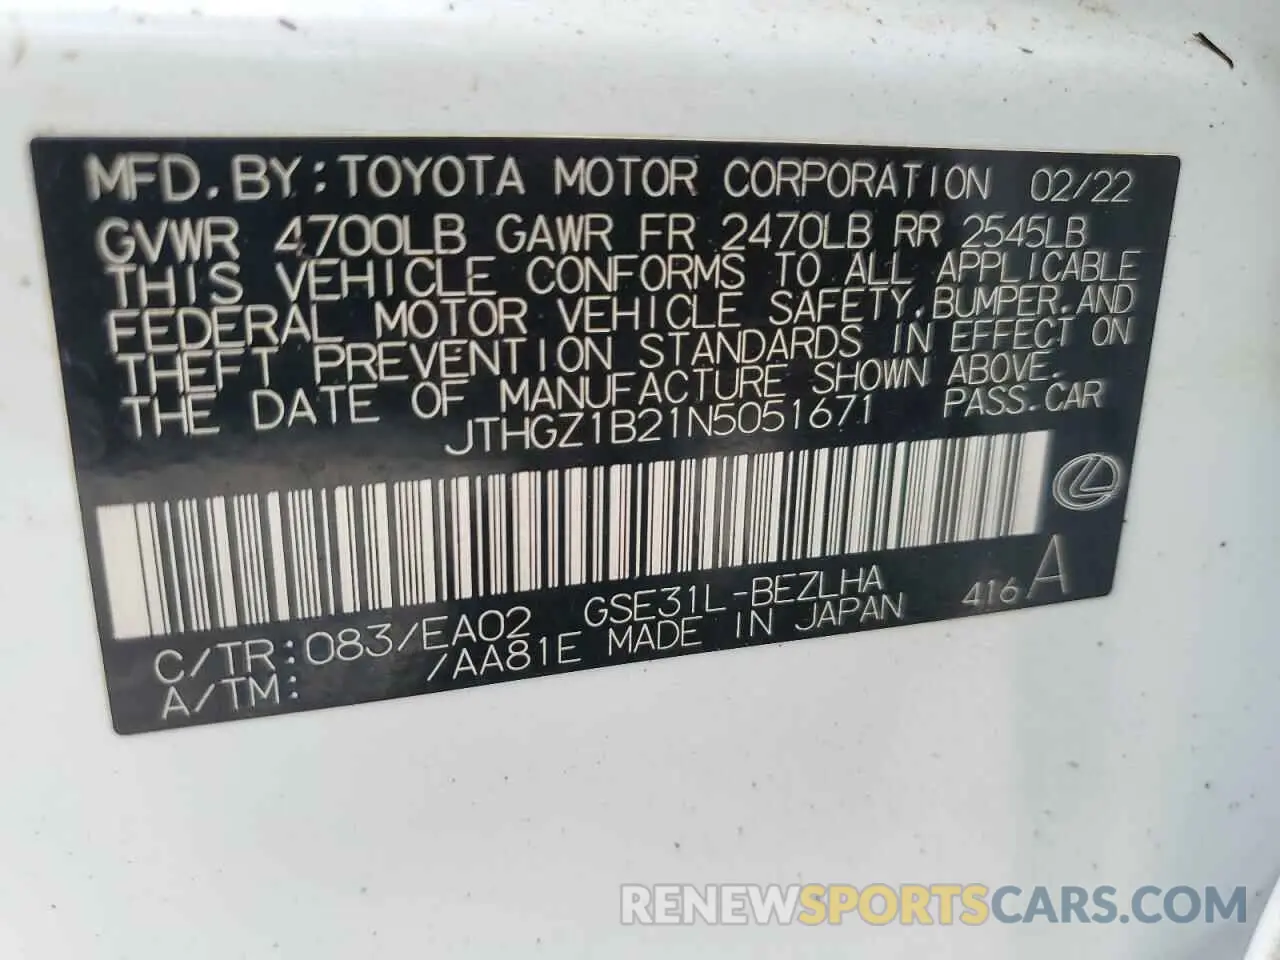 MFD. BY: TOYOTA MOTOR CORPORATION 02/22
GVWR 4700LB GAWR FR 2470LB RR 2545LB
THIS VEHICLE CONFORMS TO ALL APPLICABLE
FEDERAL MOTOR VEHICLE SAFETY, BUMPER, AND
THEFT PREVENTION STANDARDS IN EFFECT ON
THE DATE OF MANUFACTURE SHOWN ABOVE.
JTHGZ1B21N5051671 PASS. CAR
C/TR: 083/EA02 GSE31L-BEZLHA 416 A
A/TM: /AA81E MADE IN JAPAN
RENEWSPORTSCARS.COM